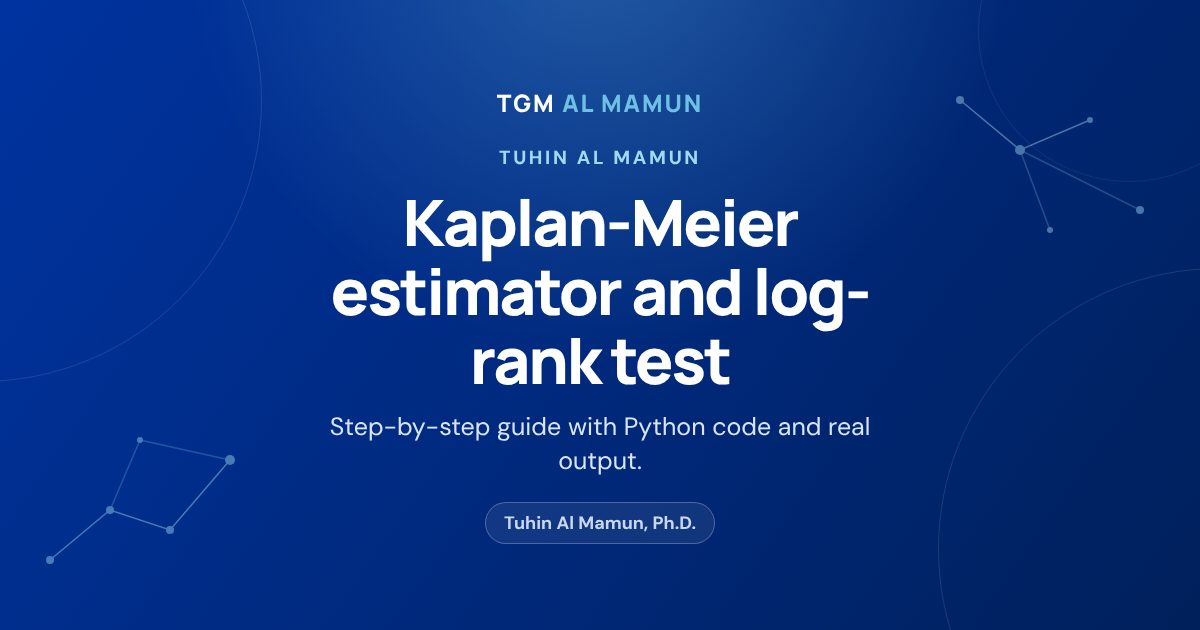 TGM AL MAMUN
TUHIN AL MAMUN
Kaplan-Meier
estimator and log-
rank test
Step-by-step guide with Python code and real
output.
Tuhin Al Mamun, Ph.D.